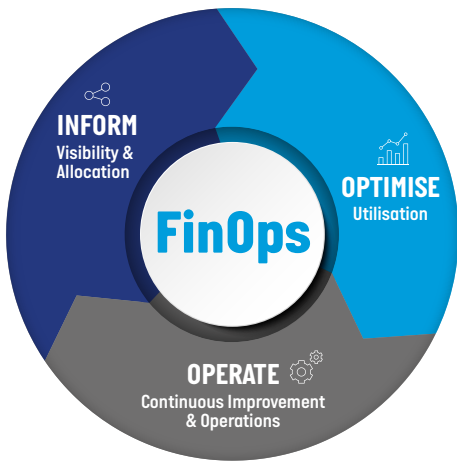 INFORM
Visibility &
Allocation
OPTIMISE
Utilisation
FinOps
OPERATE
Continuous Improvement
& Operations